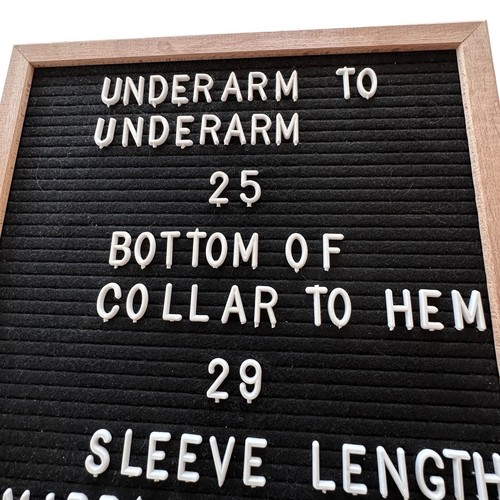 UNDERARM TO
UNDERARM
25
BOTTOM OF
COLLAR TO HEM
29
SLEEVE LENGTH